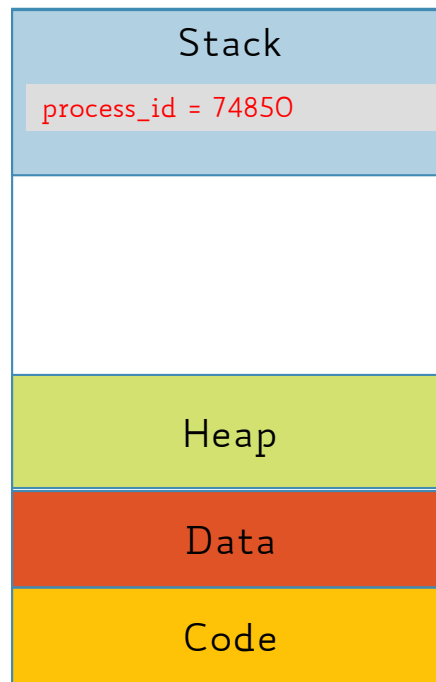 Stack
process_id = 74850
Heap
Data
Code